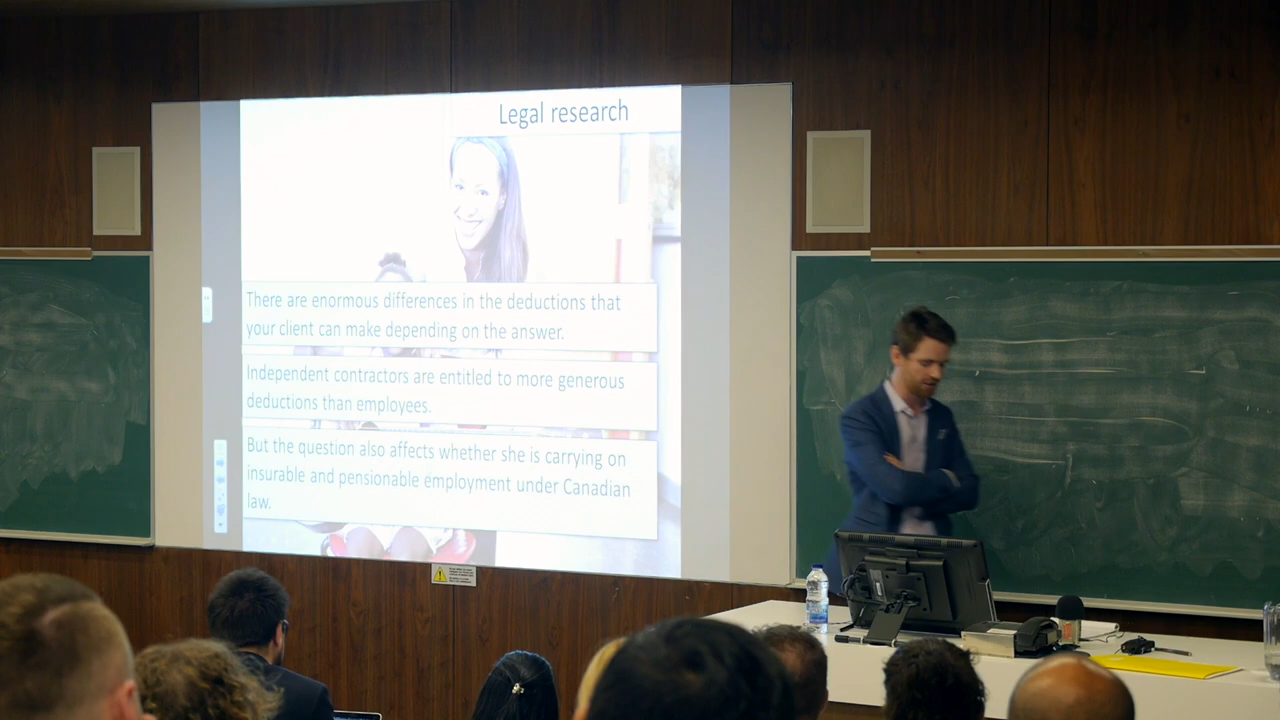 Legal research
There are enormous differences in the deductions that
your client can make depending on the answer.
Independent contractors are entitled to more generous
deductions than employees.
But the question also affects whether she is carrying on
insurable and pensionable employment under Canadian
law.